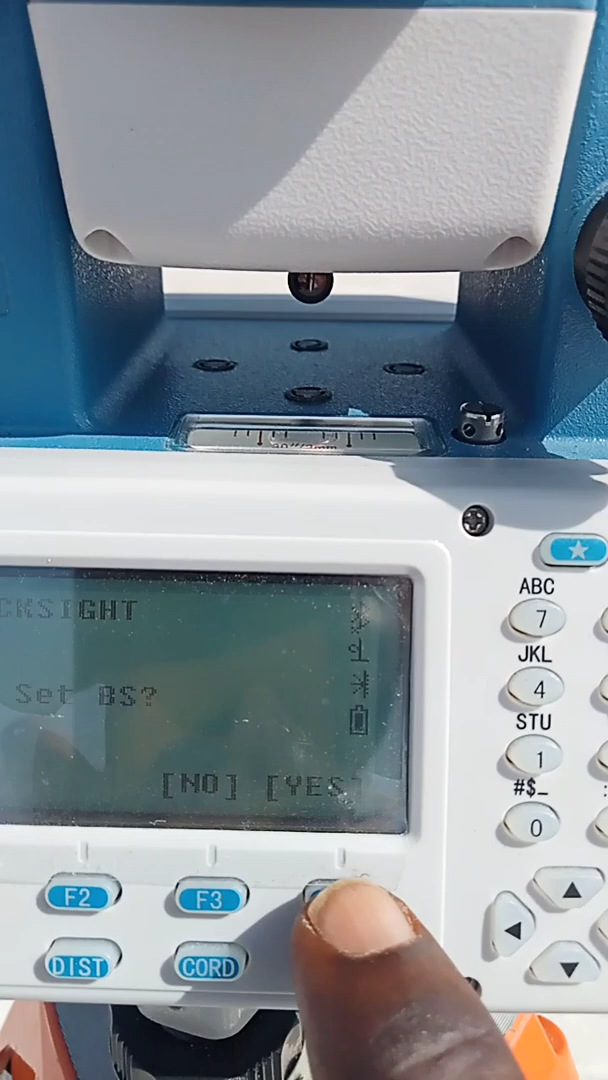 CKSIGHT
Set BS?
[NO] [YES]
ABC
7
JKL
4
STU
1
#$_
0
F2
F3
DIST
CORD